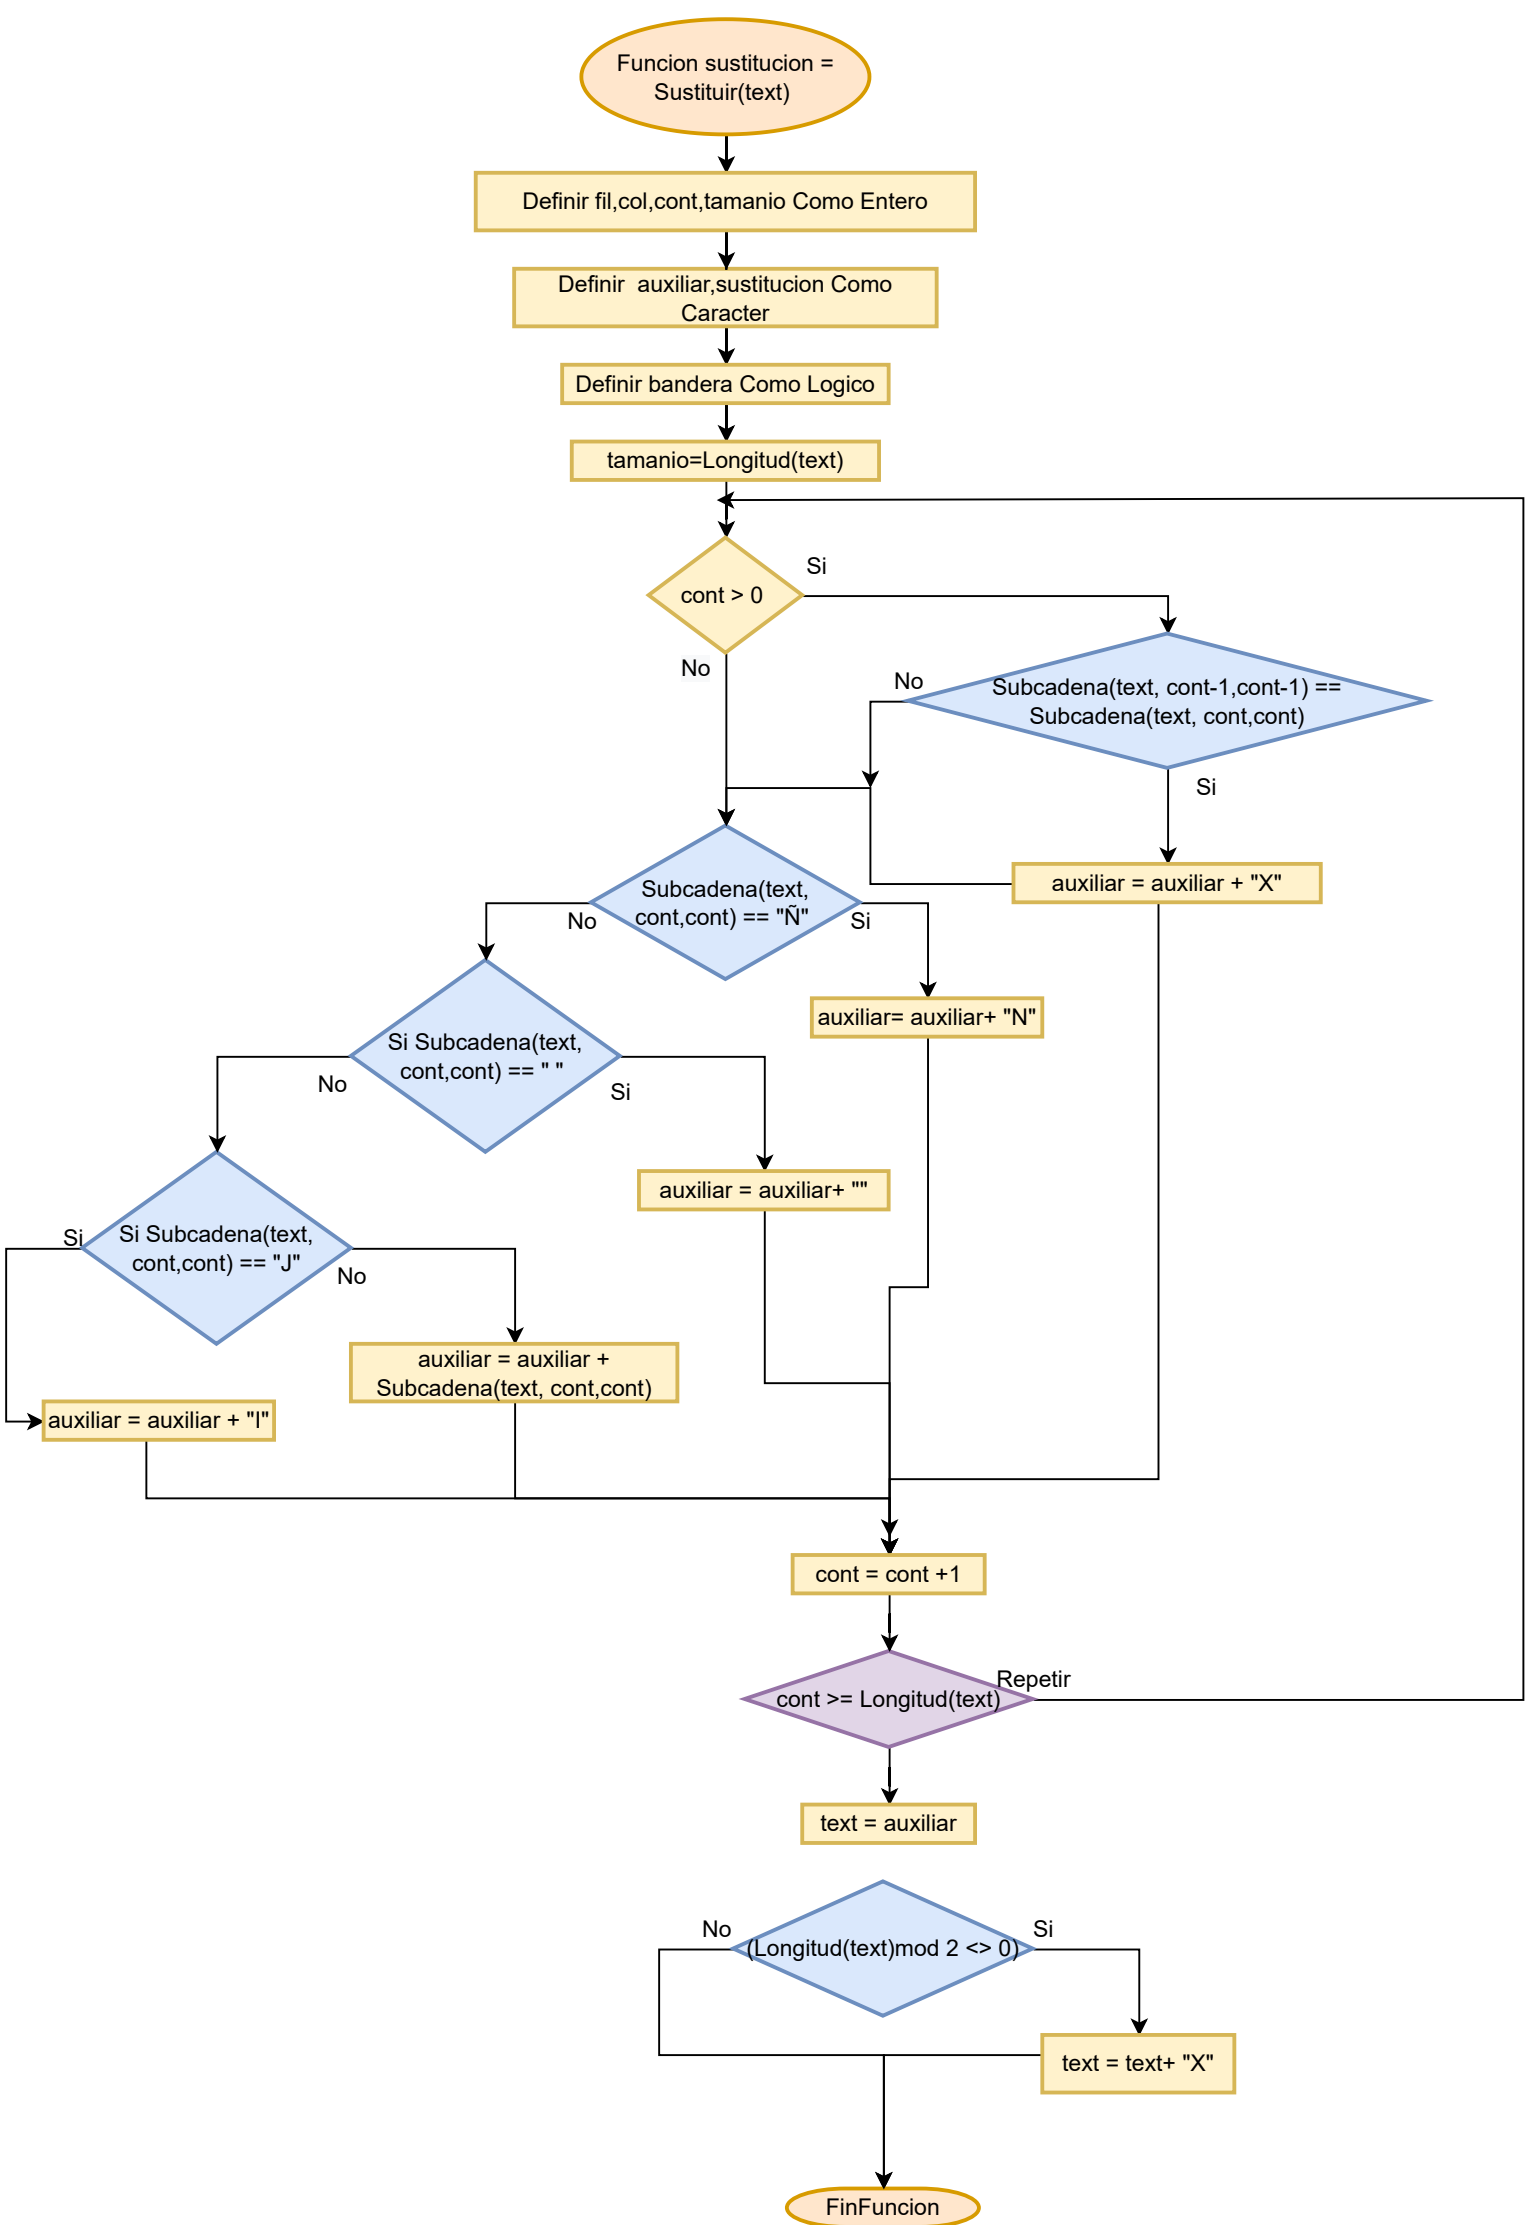 Funcion sustitucion =
Sustituir(text)
Definir fil,col,cont,tamanio Como Entero
Definir  auxiliar,sustitucion Como
Caracter
Definir bandera Como Logico
tamanio=Longitud(text)
Si
cont > 0
No
No
Subcadena(text, cont-1,cont-1) ==
Subcadena(text, cont,cont)
Si
auxiliar = auxiliar + "X"
Subcadena(text,
cont,cont) == "Ñ"
No
Si
auxiliar= auxiliar+ "N"
Si Subcadena(text,
cont,cont) == " "
No
Si
auxiliar = auxiliar+ ""
Si
Si Subcadena(text,
cont,cont) == "J"
No
auxiliar = auxiliar +
Subcadena(text, cont,cont)
auxiliar = auxiliar + "I"
cont = cont +1
Repetir
cont >= Longitud(text)
text = auxiliar
No
Si
(Longitud(text)mod 2 <> 0)
text = text+ "X"
FinFuncion